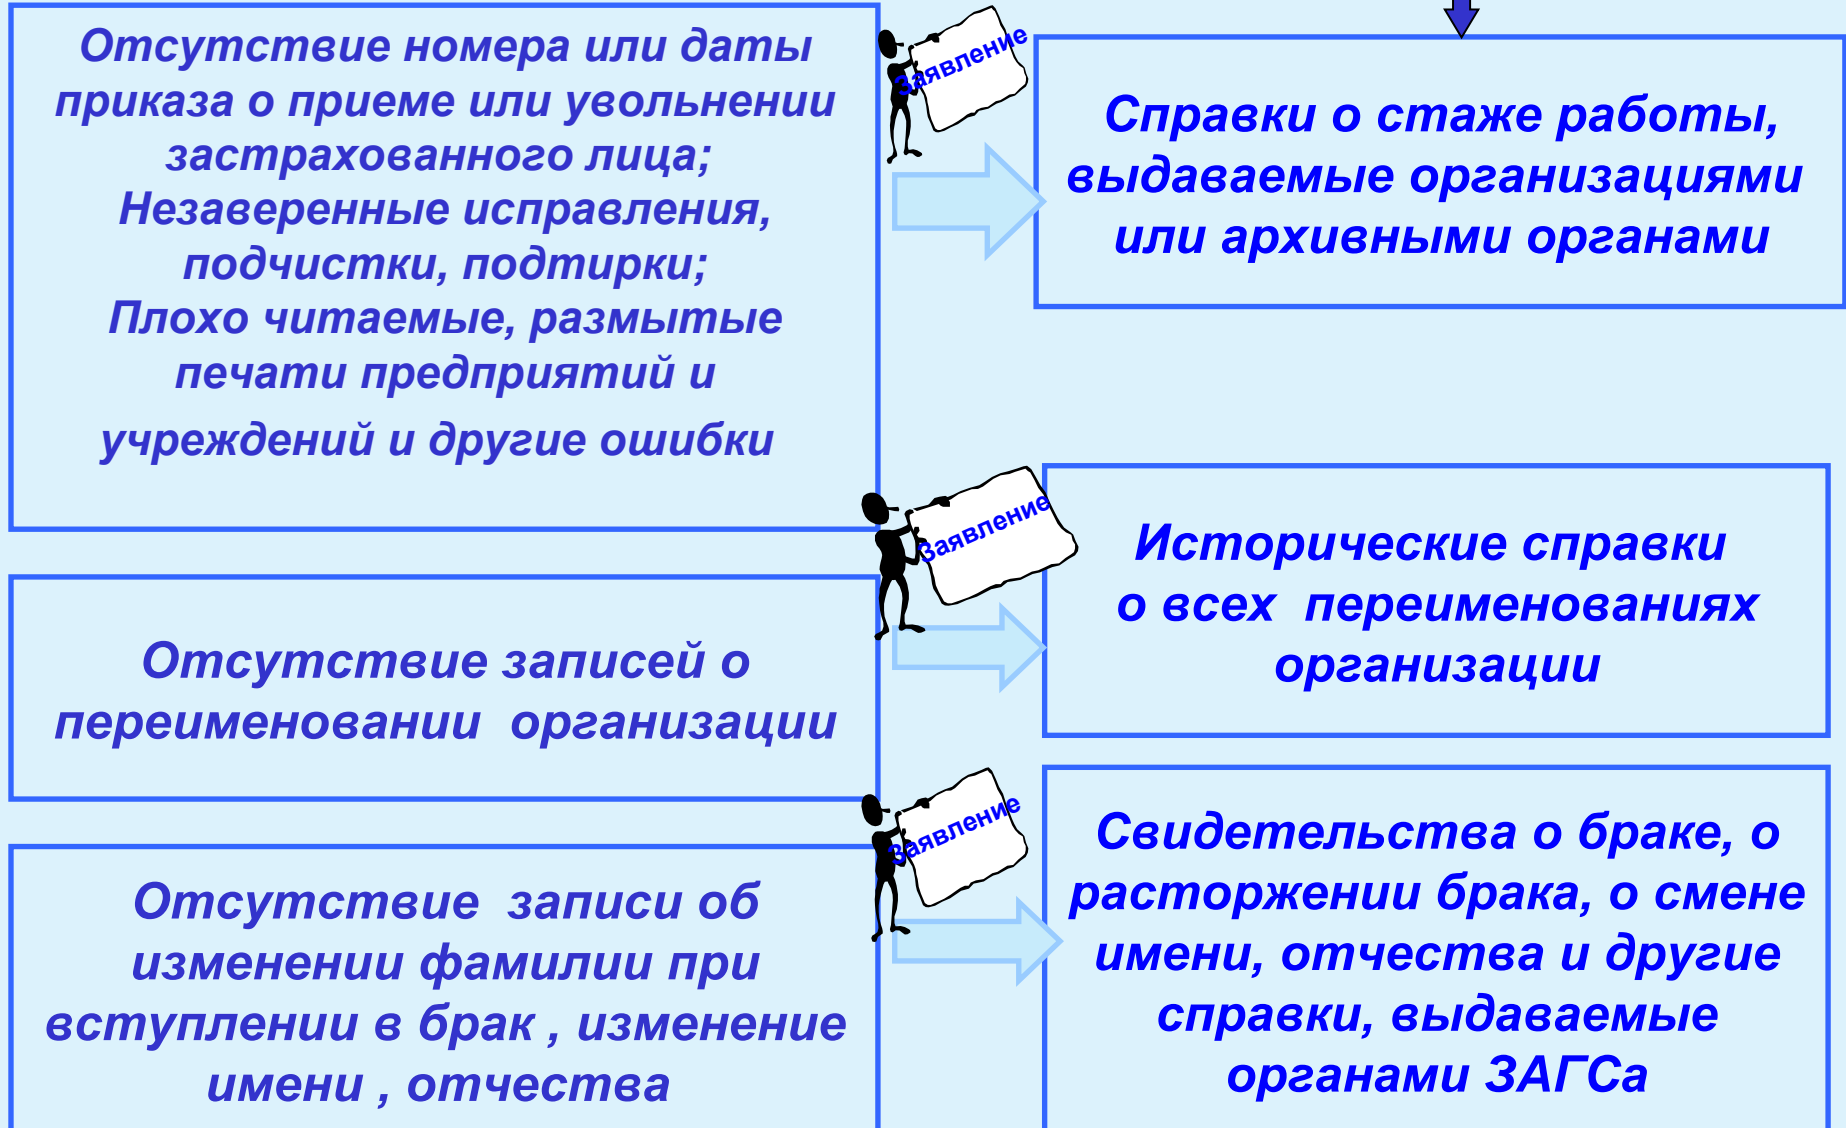 Отсутствие номера или даты
приказа о приеме или увольнении
застрахованного лица;
Незаверенные исправления,
подчистки, подтирки;
Плохо читаемые, размытые
печати предприятий и
учреждений и другие ошибки
Заявление
Справки о стаже работы,
выдаваемые организациями
или архивными органами
Отсутствие записей о
переименовании организации
Заявление
Исторические справки
о всех переименованиях
организации
Отсутствие записи об
изменении фамилии при
вступлении в брак , изменение
имени , отчества
Заявление
Свидетельства о браке, о
расторжении брака, о смене
имени, отчества и другие
справки, выдаваемые
органами ЗАГСа